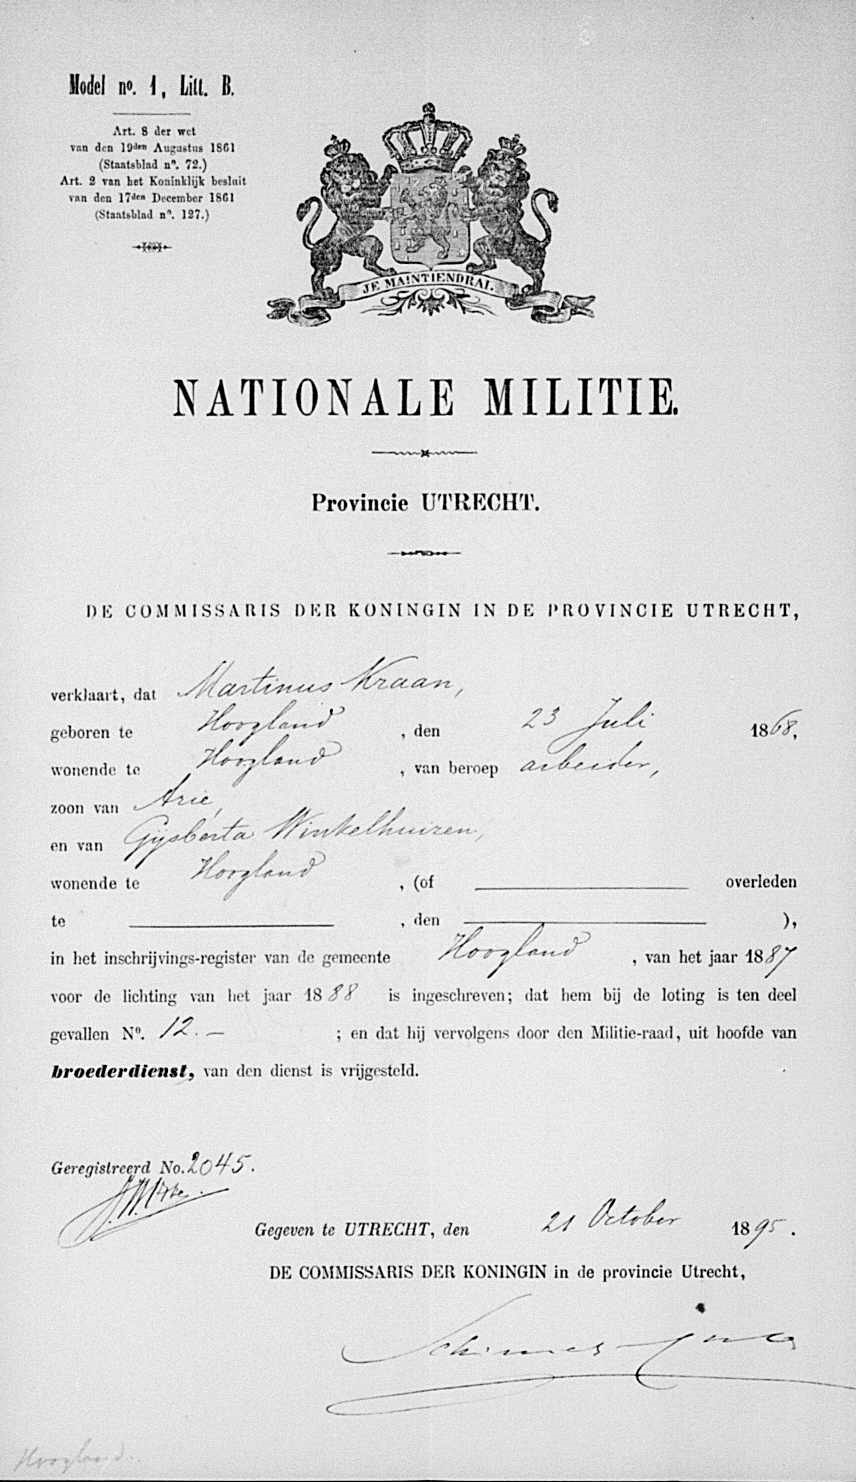 Model nº. 1, Litt. B.
Art. 8 der wet
van den 19den Augustus 1861
(Staatsblad nº. 72.)
Art. 2 van het Koninklijk besluit
van den 17den December 1861
(Staatsblad nº. 127.)
JE MAINTIENDRAI.
NATIONALE MILITIE.
Provincie UTRECHT.
DE COMMISSARIS DER KONINGIN IN DE PROVINCIE UTRECHT,
verklaart, dat Martinus Kraan,
geboren te Hoogland, den 23 Juli 1868,
wonende te Hoogland, van beroep arbeider,
zoon van Arie,
en van Gijsberta Winkelhuizen,
wonende te Hoogland, (of overleden
te , den ),
in het inschrijvings-register van de gemeente Hoogland, van het jaar 1887
voor de lichting van het jaar 1888 is ingeschreven; dat hem bij de loting is ten deel
gevallen Nº. 12.— ; en dat hij vervolgens door den Militie-raad, uit hoofde van
broederdienst, van den dienst is vrijgesteld.
Geregistreerd No. 2045.
Gegeven te UTRECHT, den 21 October 1895.
DE COMMISSARIS DER KONINGIN in de provincie Utrecht,
Hoogland.